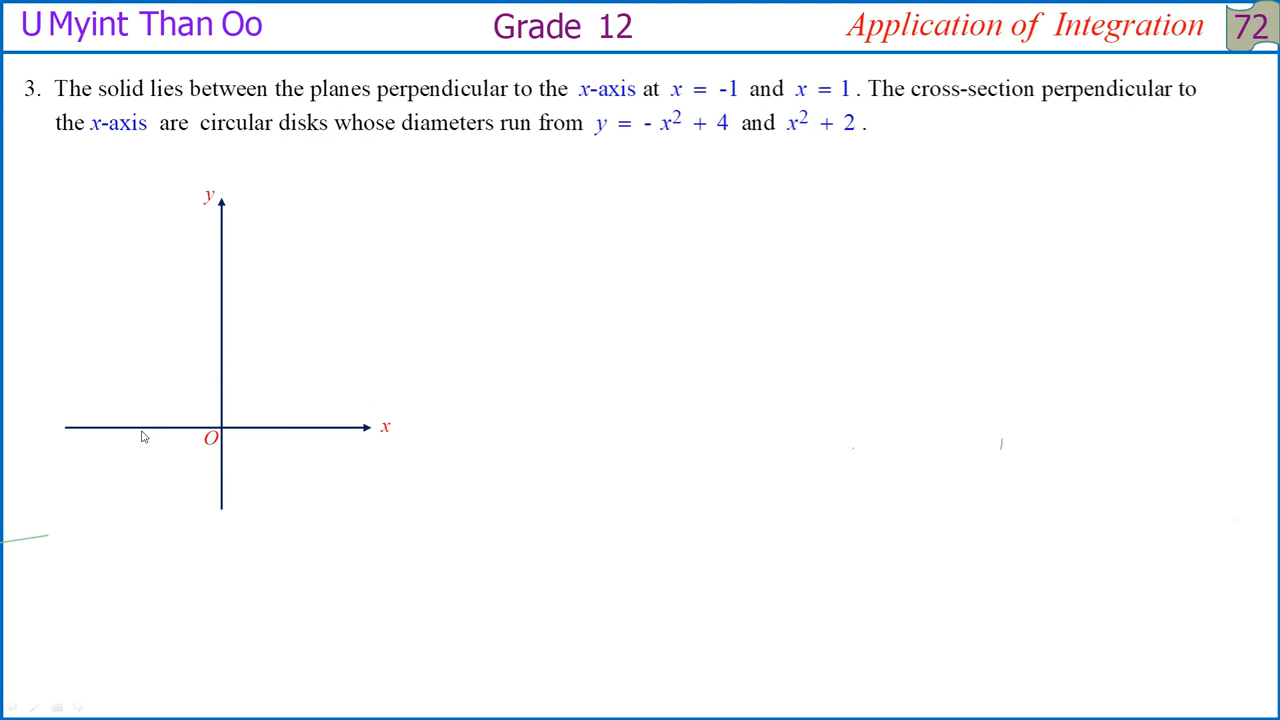 U Myint Than Oo
Grade 12
Application of Integration
72
3. The solid lies between the planes perpendicular to the x-axis at x = -1 and x = 1. The cross-section perpendicular to
the x-axis are circular disks whose diameters run from y = - x² + 4 and x² + 2.
y
x
O